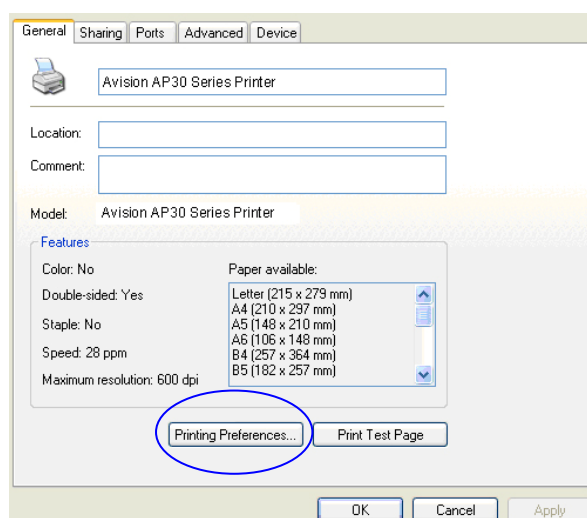 General Sharing Ports Advanced Device
Avision AP30 Series Printer
Location:
Comment:
Model: Avision AP30 Series Printer
Features
Color: No
Double-sided: Yes
Staple: No
Speed: 28 ppm
Maximum resolution: 600 dpi
Paper available:
Letter (215 x 279 mm)
A4 (210 x 297 mm)
A5 (148 x 210 mm)
A6 (106 x 148 mm)
B4 (257 x 364 mm)
B5 (182 x 257 mm)
Printing Preferences... Print Test Page
OK Cancel Apply